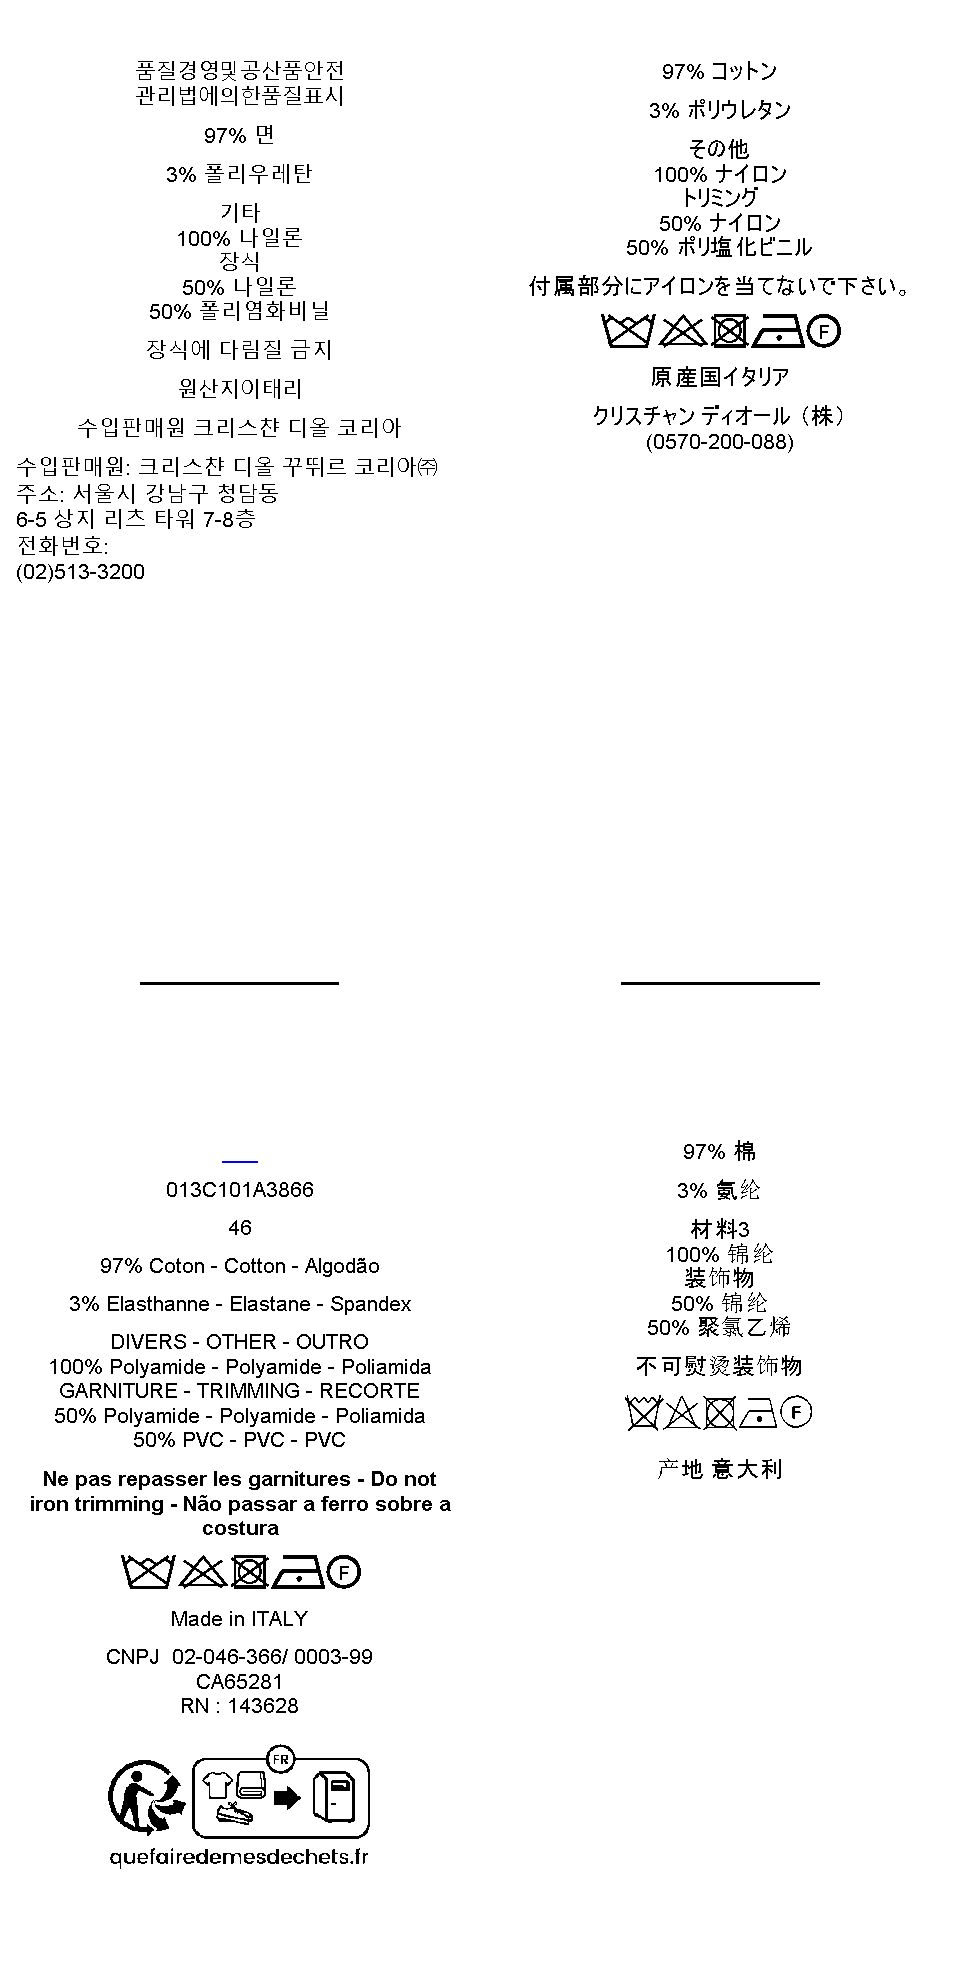 품질경영및공산품안전
관리법에의한품질표시
97% 면
3% 폴리우레탄
기타
100% 나일론
장식
50% 나일론
50% 폴리염화비닐
장식에 다림질 금지
원산지이태리
수입판매원 크리스챤 디올 코리아
수입판매원: 크리스챤 디올 꾸뛰르 코리아㈜
주소: 서울시 강남구 청담동
6-5 상지 리츠 타워 7-8층
전화번호:
(02)513-3200
97% コットン
3% ポリウレタン
その他
100% ナイロン
トリミング
50% ナイロン
50% ポリ塩化ビニル
付属部分にアイロンを当てないで下さい。
F
原産国イタリア
クリスチャン ディオール（株）
(0570-200-088)
013C101A3866
46
97% Coton - Cotton - Algodão
3% Elasthanne - Elastane - Spandex
DIVERS - OTHER - OUTRO
100% Polyamide - Polyamide - Poliamida
GARNITURE - TRIMMING - RECORTE
50% Polyamide - Polyamide - Poliamida
50% PVC - PVC - PVC
Ne pas repasser les garnitures - Do not
iron trimming - Não passar a ferro sobre a
costura
F
Made in ITALY
CNPJ  02-046-366/ 0003-99
CA65281
RN : 143628
FR
quefairedemesdechets.fr
97% 棉
3% 氨纶
材料3
100% 锦纶
装饰物
50% 锦纶
50% 聚氯乙烯
不可熨烫装饰物
F
产地 意大利